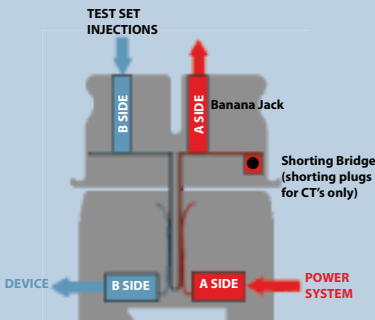 TEST SET
INJECTIONS
B SIDE
A SIDE
Banana Jack
Shorting Bridge
(shorting plugs
for CT's only)
DEVICE
B SIDE
A SIDE
POWER
SYSTEM